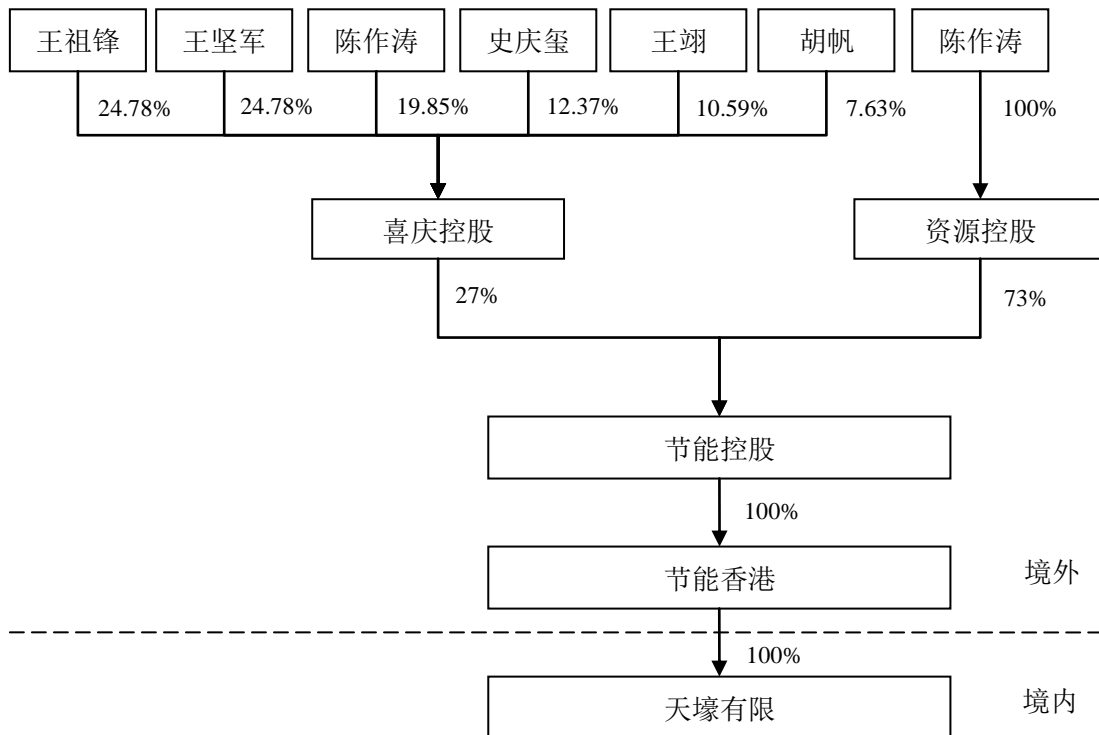 王祖锋 王坚军 陈作涛 史庆玺 王翊 胡帆 陈作涛
24.78% 24.78% 19.85% 12.37% 10.59% 7.63% 100%
喜庆控股 资源控股
27% 73%
节能控股
100%
节能香港 境外
100%
天壕有限 境内